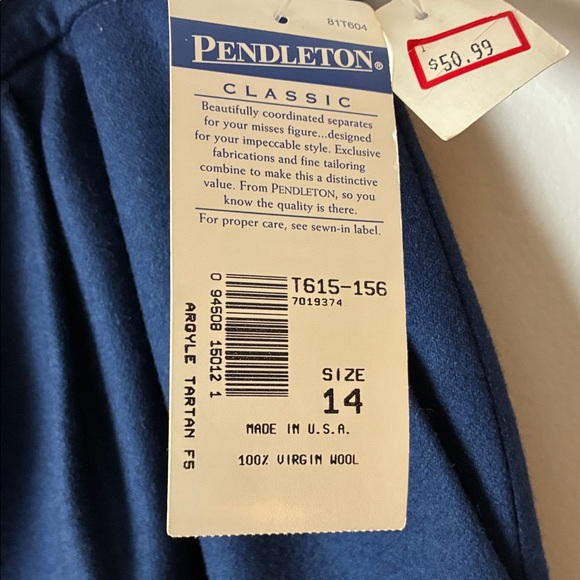 81T604
PENDLETON®
CLASSIC
Beautifully coordinated separates
for your misses figure...designed
for your impeccable style. Exclusive
fabrications and fine tailoring
combine to make this a distinctive
value. From PENDLETON, so you
know the quality is there.
For proper care, see sewn-in label.
$50.99
T615-156
7019374
0 94508 15012 1
ARGYLE TARTAN F5
SIZE
14
MADE IN U.S.A.
100% VIRGIN WOOL